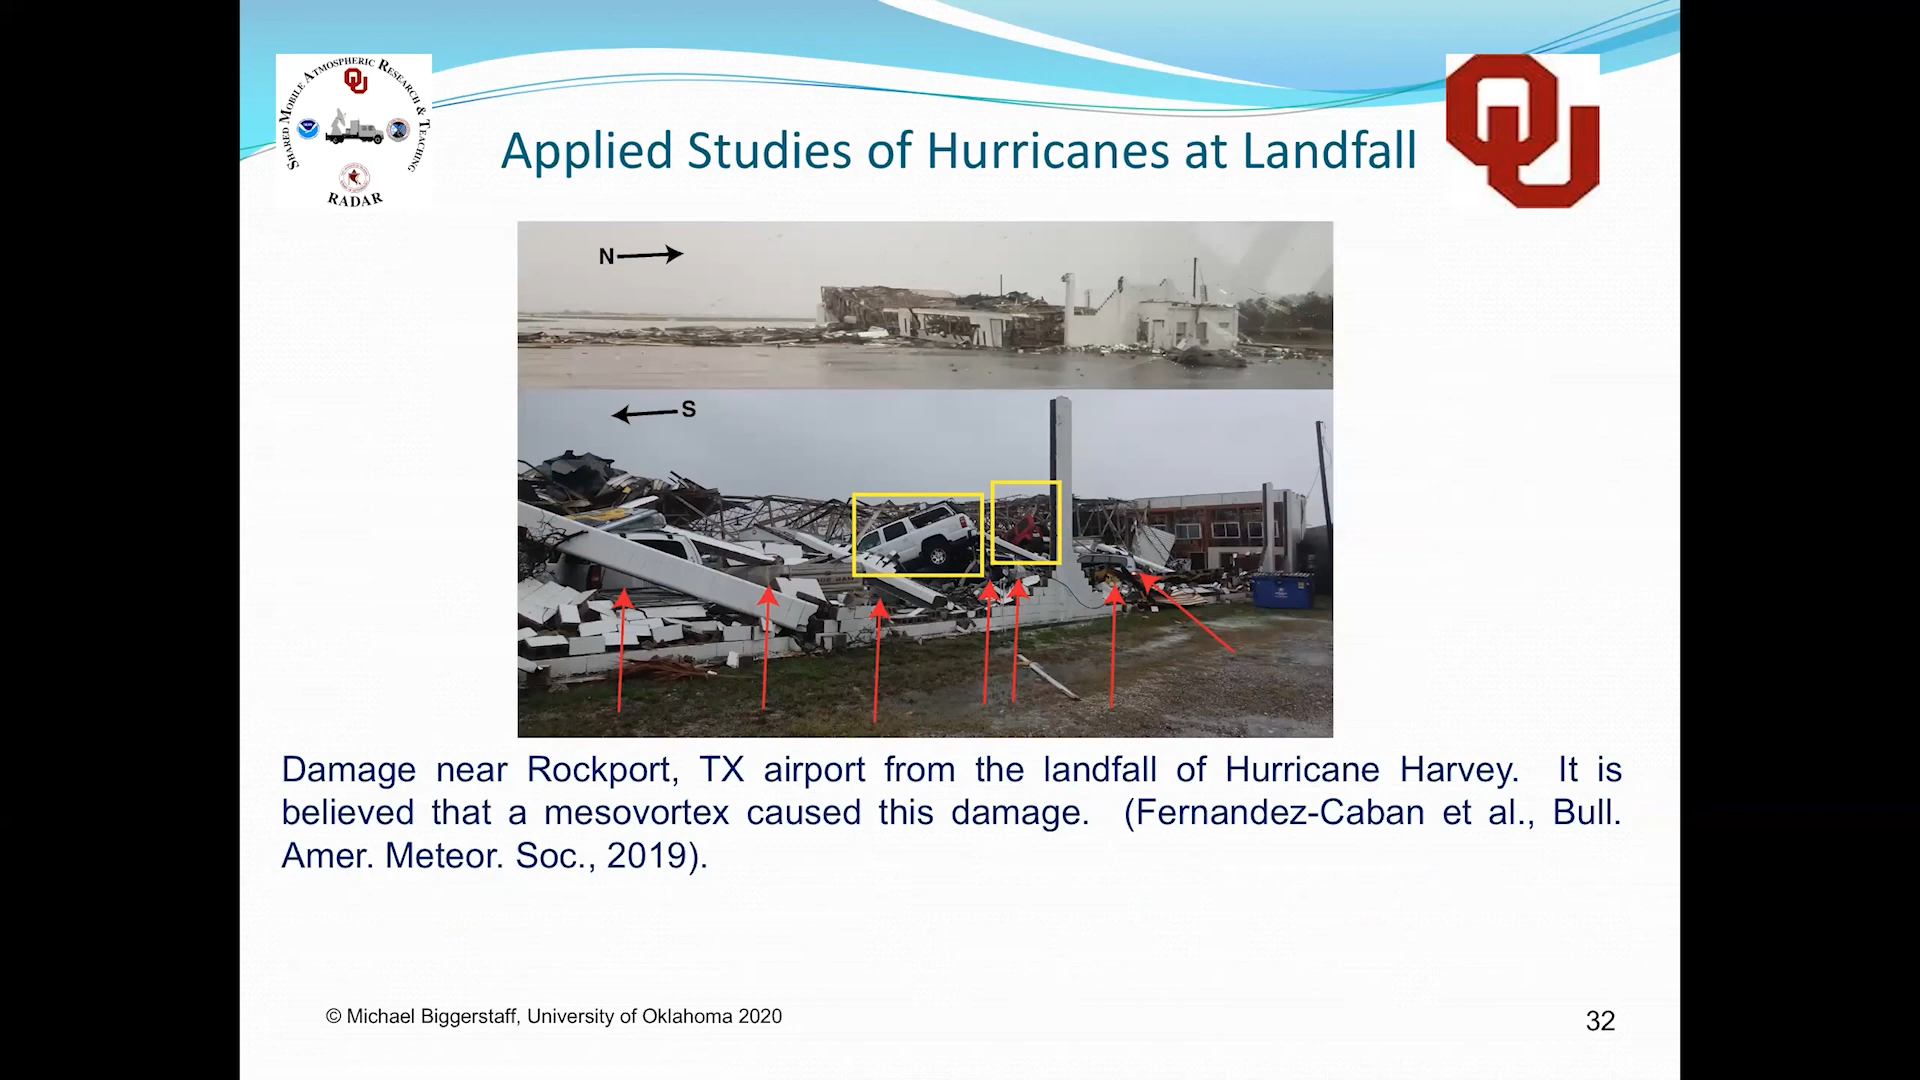 SHARED MOBILE ATMOSPHERIC RESEARCH & TEACHING
RADAR
OU
Applied Studies of Hurricanes at Landfall
N
S
Damage near Rockport, TX airport from the landfall of Hurricane Harvey. It is
believed that a mesovortex caused this damage. (Fernandez-Caban et al., Bull.
Amer. Meteor. Soc., 2019).
© Michael Biggerstaff, University of Oklahoma 2020
32